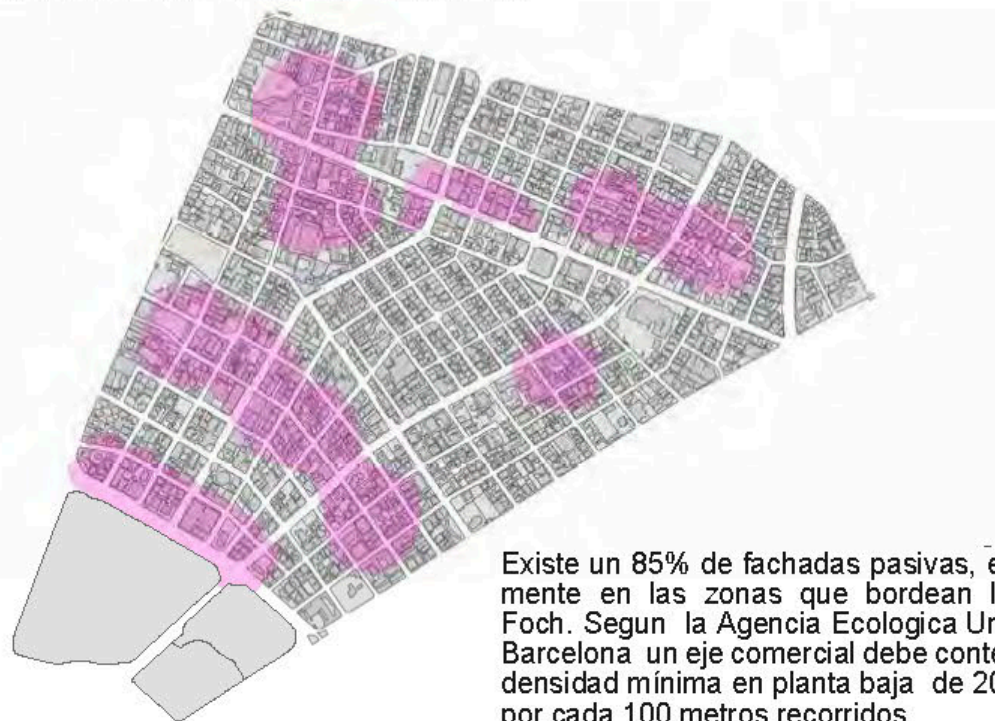 Existe un 85% de fachadas pasivas,
mente en las zonas que bordean
Foch. Segun la Agencia Ecologica
Barcelona un eje comercial debe
densidad mínima en planta baja de 20
por cada 100 metros recorridos